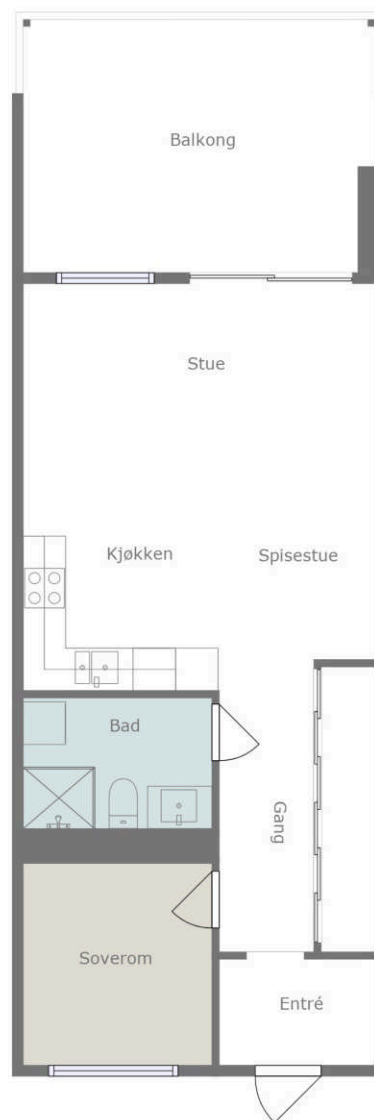 Balkong
Stue
Kjøkken
Spisestue
Bad
Gang
Soverom
Entré